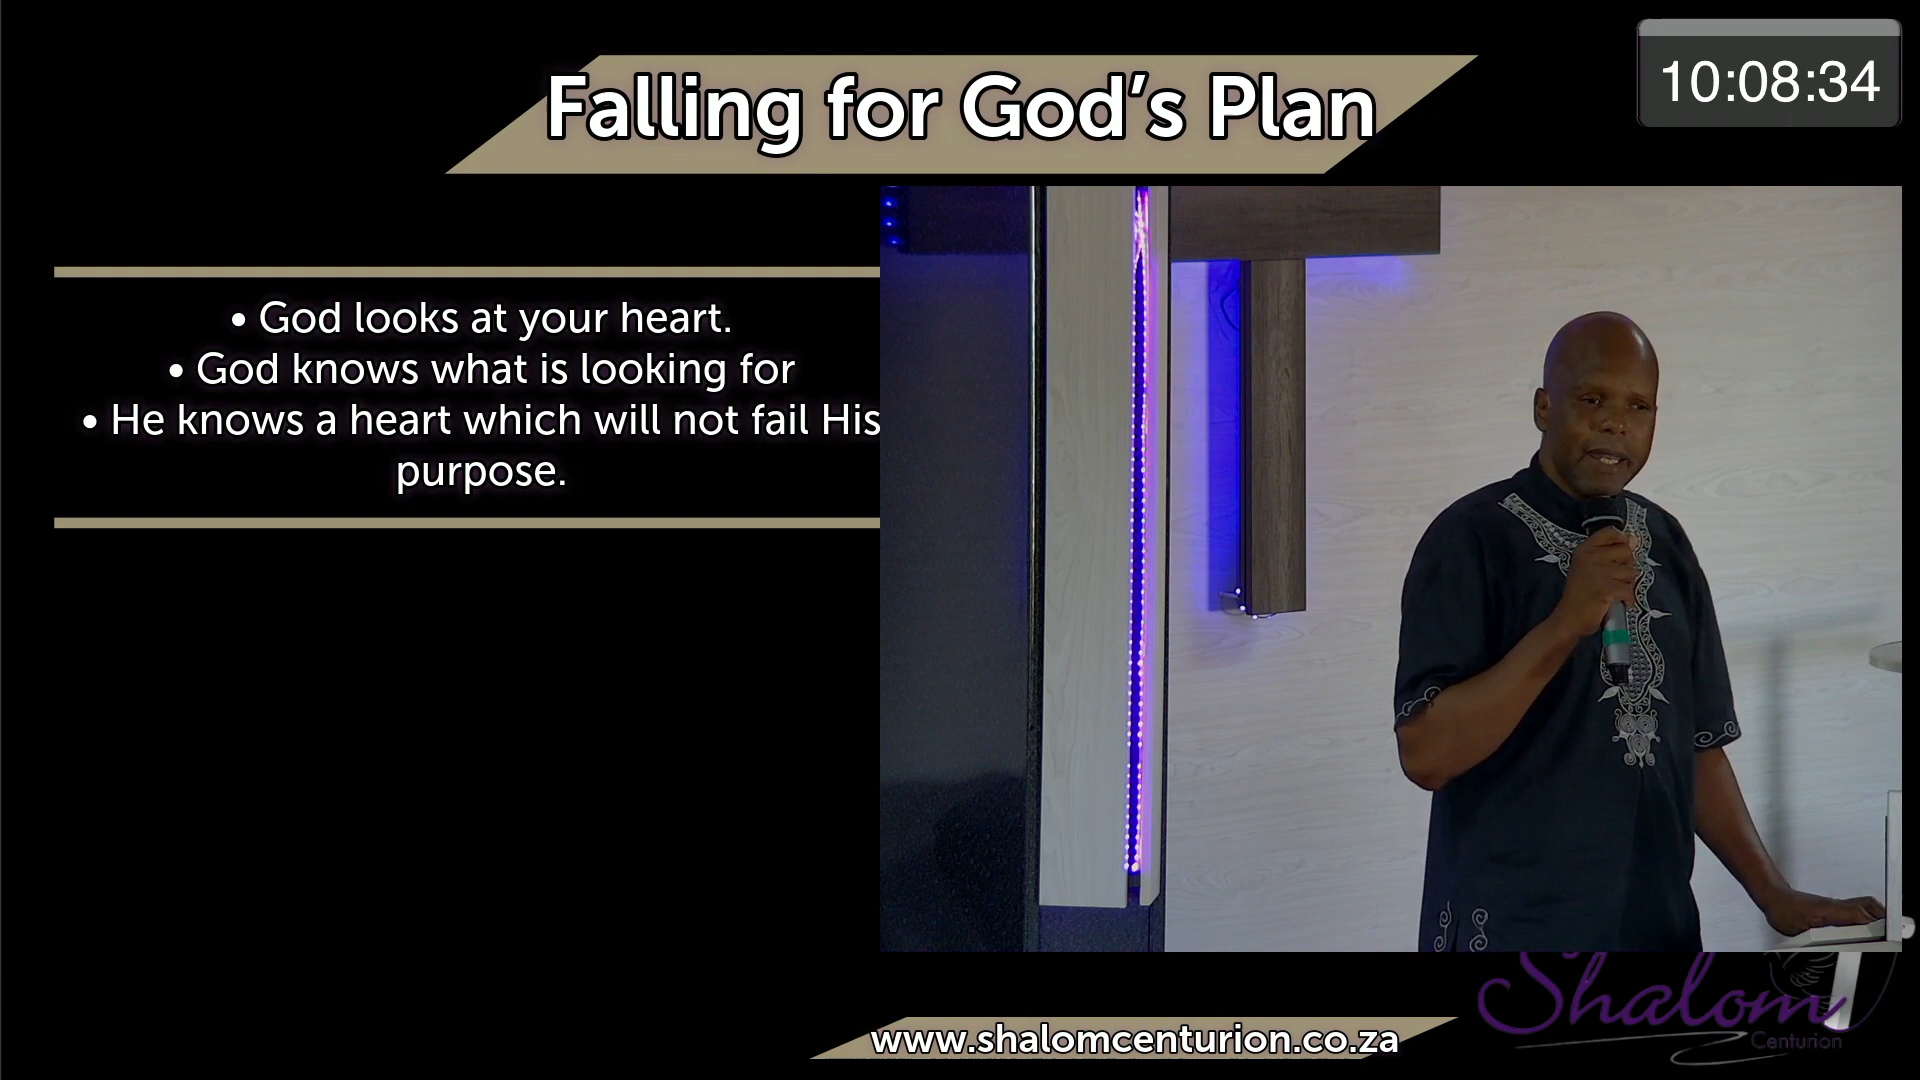 Falling for God's Plan
10:08:34
• God looks at your heart.
• God knows what is looking for
• He knows a heart which will not fail His
purpose.
www.shalomcenturion.co.za
Shalom
Centurion